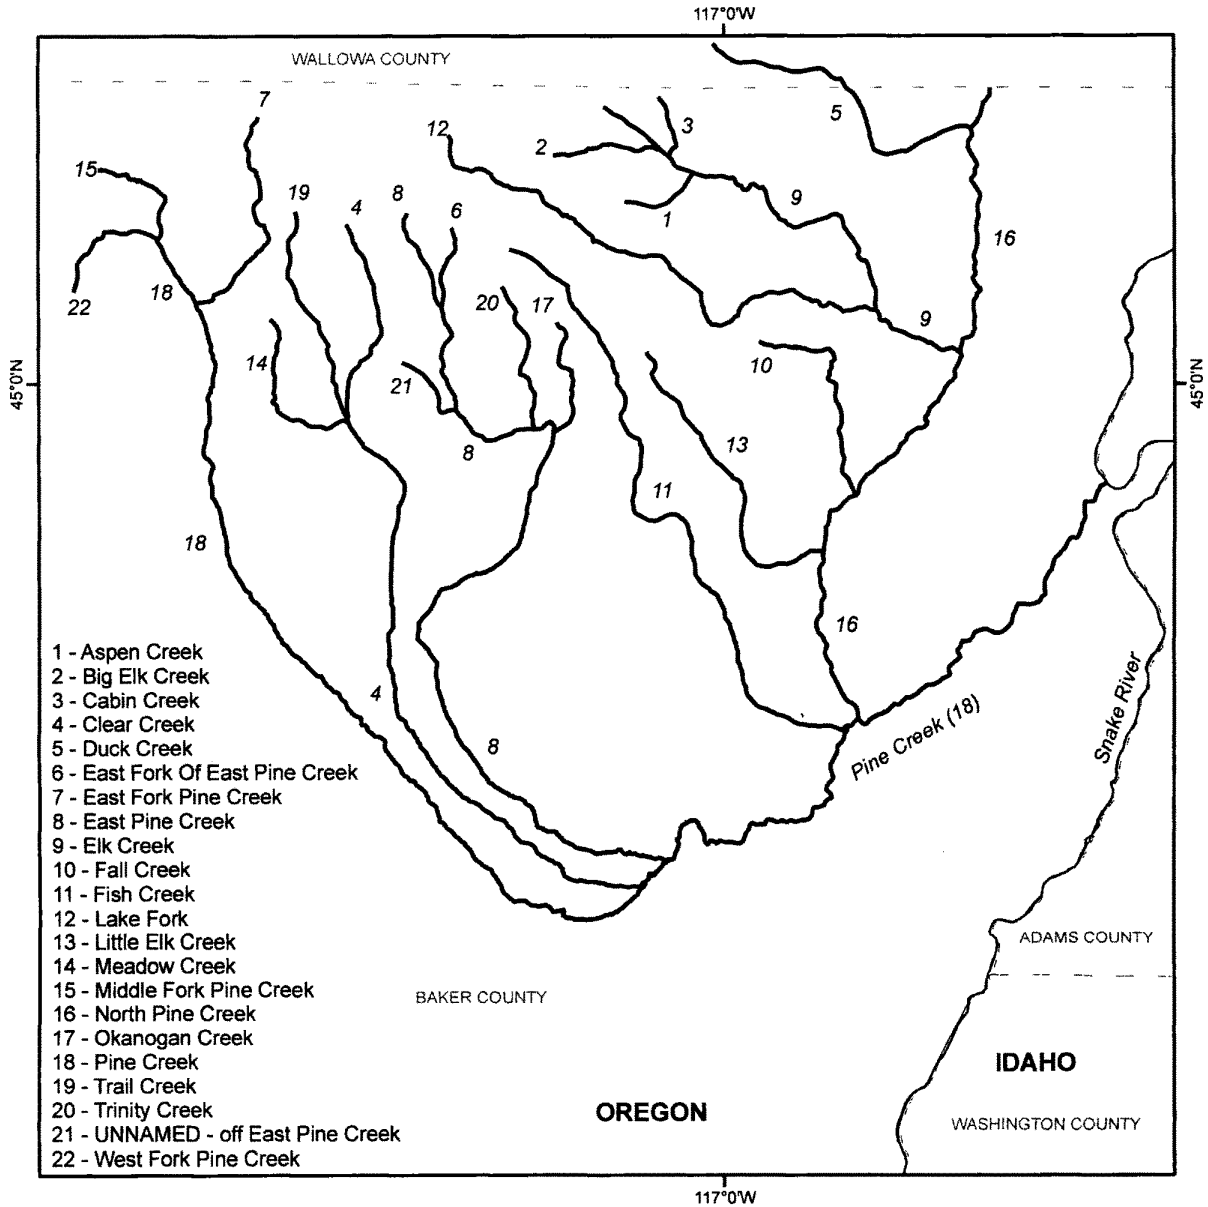 117°0'W
WALLOWA COUNTY
7
5
3
12
2
15
19
8
4
6
9
1
16
22
18
20
17
9
14
10
21
45°0'N
45°0'N
8
13
11
18
16
1 - Aspen Creek
2 - Big Elk Creek
3 - Cabin Creek
4 - Clear Creek
5 - Duck Creek
6 - East Fork Of East Pine Creek
7 - East Fork Pine Creek
8 - East Pine Creek
9 - Elk Creek
10 - Fall Creek
11 - Fish Creek
12 - Lake Fork
13 - Little Elk Creek
14 - Meadow Creek
15 - Middle Fork Pine Creek
16 - North Pine Creek
17 - Okanogan Creek
18 - Pine Creek
19 - Trail Creek
20 - Trinity Creek
21 - UNNAMED - off East Pine Creek
22 - West Fork Pine Creek
4
8
Pine Creek (18)
Snake River
ADAMS COUNTY
BAKER COUNTY
IDAHO
OREGON
WASHINGTON COUNTY
117°0'W